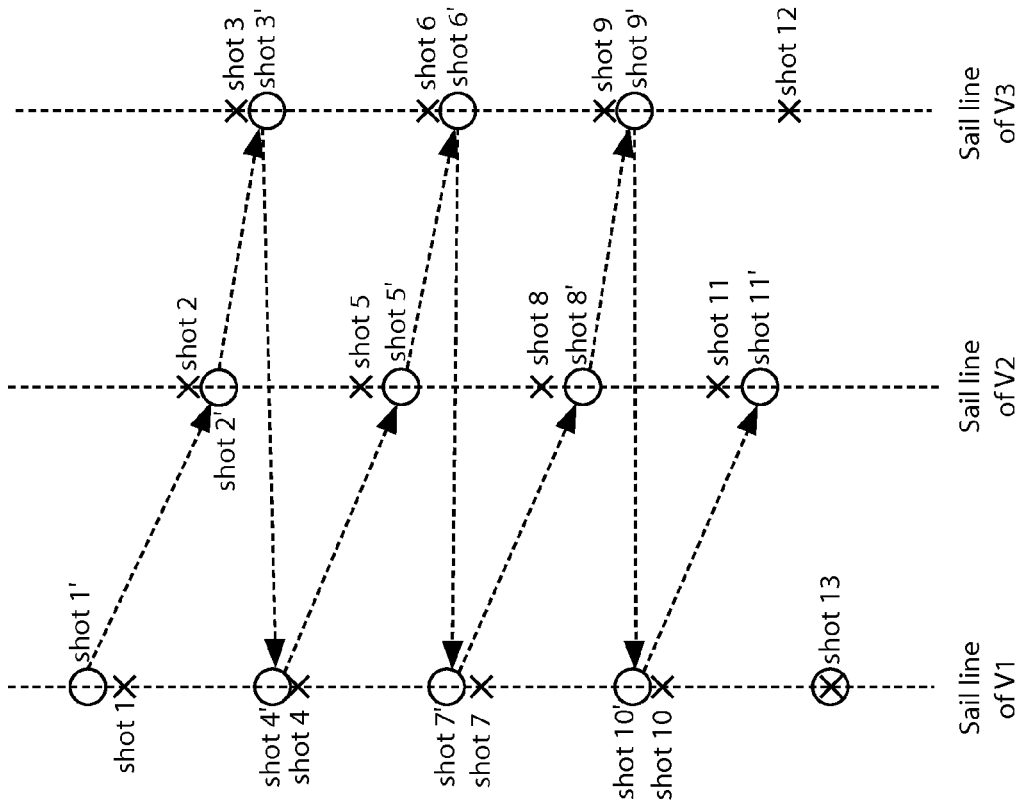 shot 1'
shot 1
shot 2
shot 2'
shot 3
shot 3'
shot 4'
shot 4
shot 5
shot 5'
shot 6
shot 6'
shot 7'
shot 7
shot 8
shot 8'
shot 9
shot 9'
shot 10'
shot 10
shot 11
shot 11'
shot 12
shot 13
Sail line
of V1
Sail line
of V2
Sail line
of V3